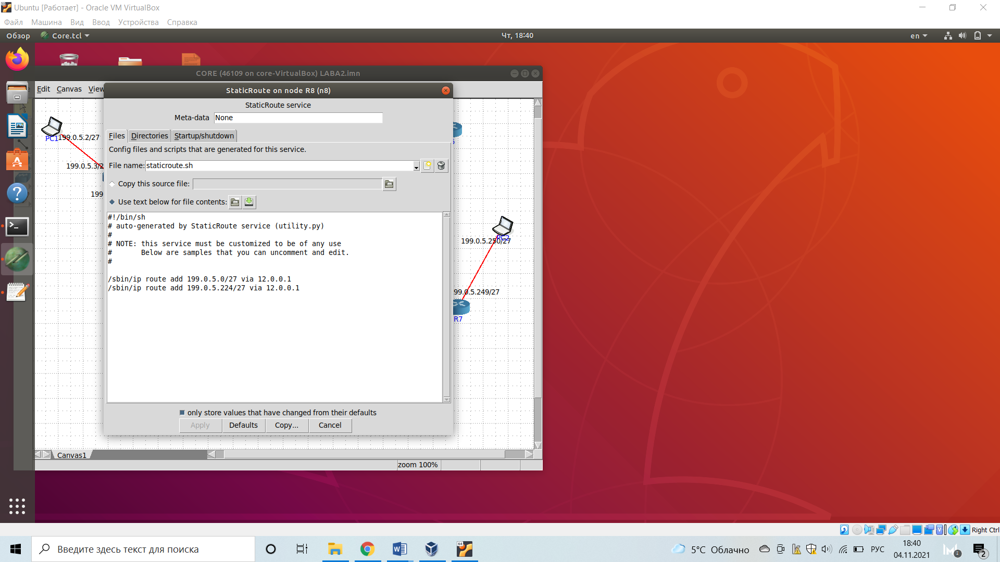 Ubuntu [Работает] - Oracle VM VirtualBox
Файл Машина Вид Ввод Устройства Справка
Обзор Core.tcl Чт, 18:40 en
CORE (46109 on core-VirtualBox) LABA2.imn
Edit Canvas View
StaticRoute on node R8 (n8)
StaticRoute service
Meta-data None
Files Directories Startup/shutdown
Config files and scripts that are generated for this service.
File name: staticroute.sh
Copy this source file:
Use text below for file contents:
#!/bin/sh
# auto-generated by StaticRoute service (utility.py)
#
# NOTE: this service must be customized to be of any use
# Below are samples that you can uncomment and edit.
#
/sbin/ip route add 199.0.5.0/27 via 12.0.0.1
/sbin/ip route add 199.0.5.224/27 via 12.0.0.1
only store values that have changed from their defaults
Apply Defaults Copy... Cancel
PC1 199.0.5.2/27
199.0.5.3/2
199
PC2
199.0.5.250/27
99.0.5.249/27
R7
Canvas1
zoom 100%
Right Ctrl
Введите здесь текст для поиска
5°C Облачно
РУС
18:40
04.11.2021
3
2